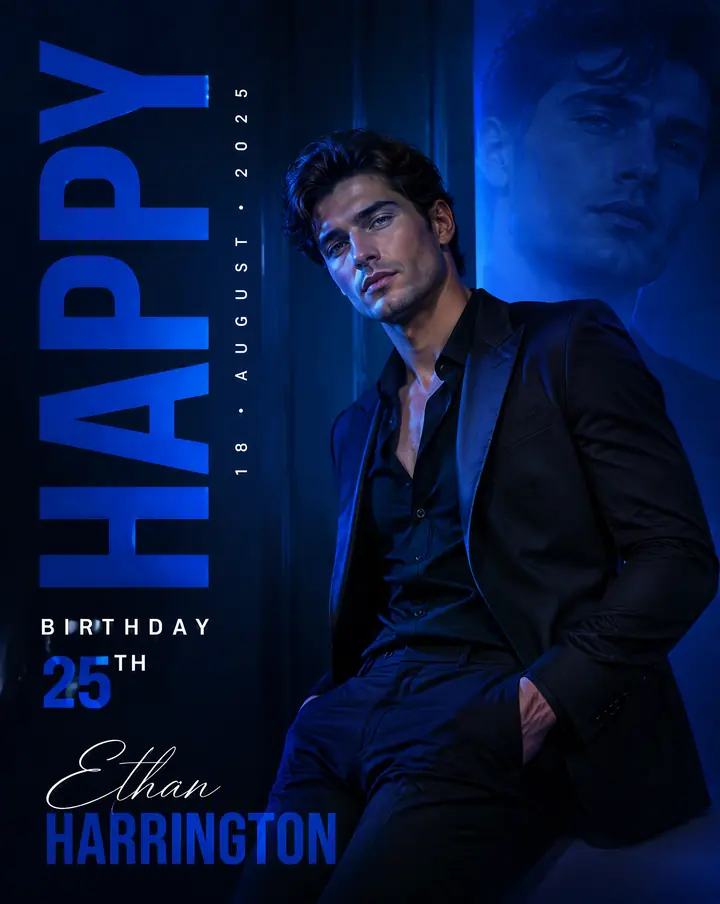 HAPPY
18 • AUGUST • 2025
BIRTHDAY
25TH
Ethan
HARRINGTON